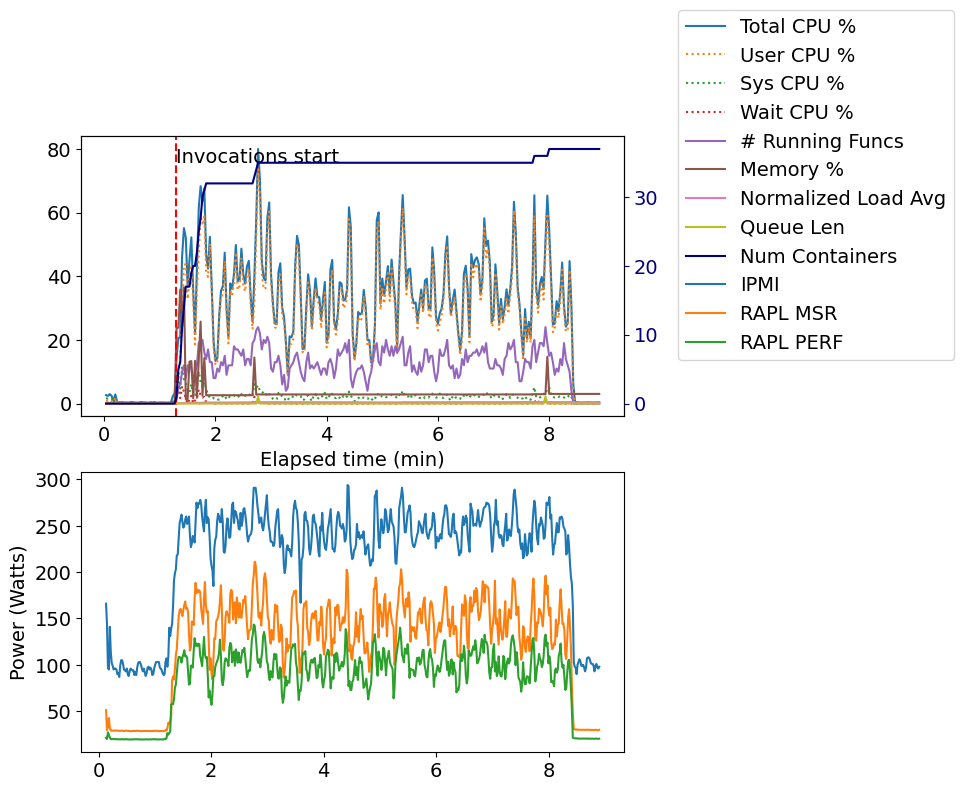 Total CPU %
User CPU %
Sys CPU %
Wait CPU %
# Running Funcs
Memory %
Normalized Load Avg
Queue Len
Num Containers
IPMI
RAPL MSR
RAPL PERF
Invocations start
80
60
40
20
0
30
20
10
0
0 2 4 6 8
Elapsed time (min)
Power (Watts)
300
250
200
150
100
50
0 2 4 6 8